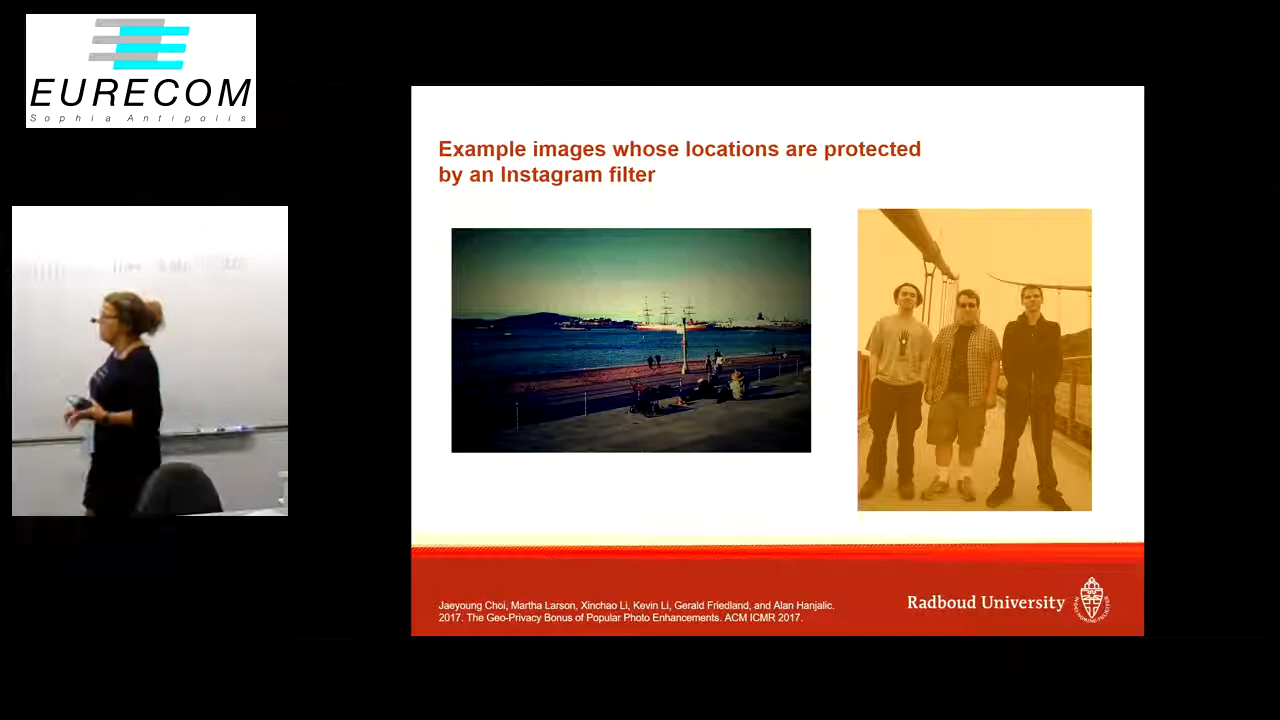 EURECOM
Sophia Antipolis
Example images whose locations are protected
by an Instagram filter
Jaeyoung Choi, Martha Larson, Xinchao Li, Kevin Li, Gerald Friedland, and Alan Hanjalic.
2017. The Geo-Privacy Bonus of Popular Photo Enhancements. ACM ICMR 2017.
Radboud University